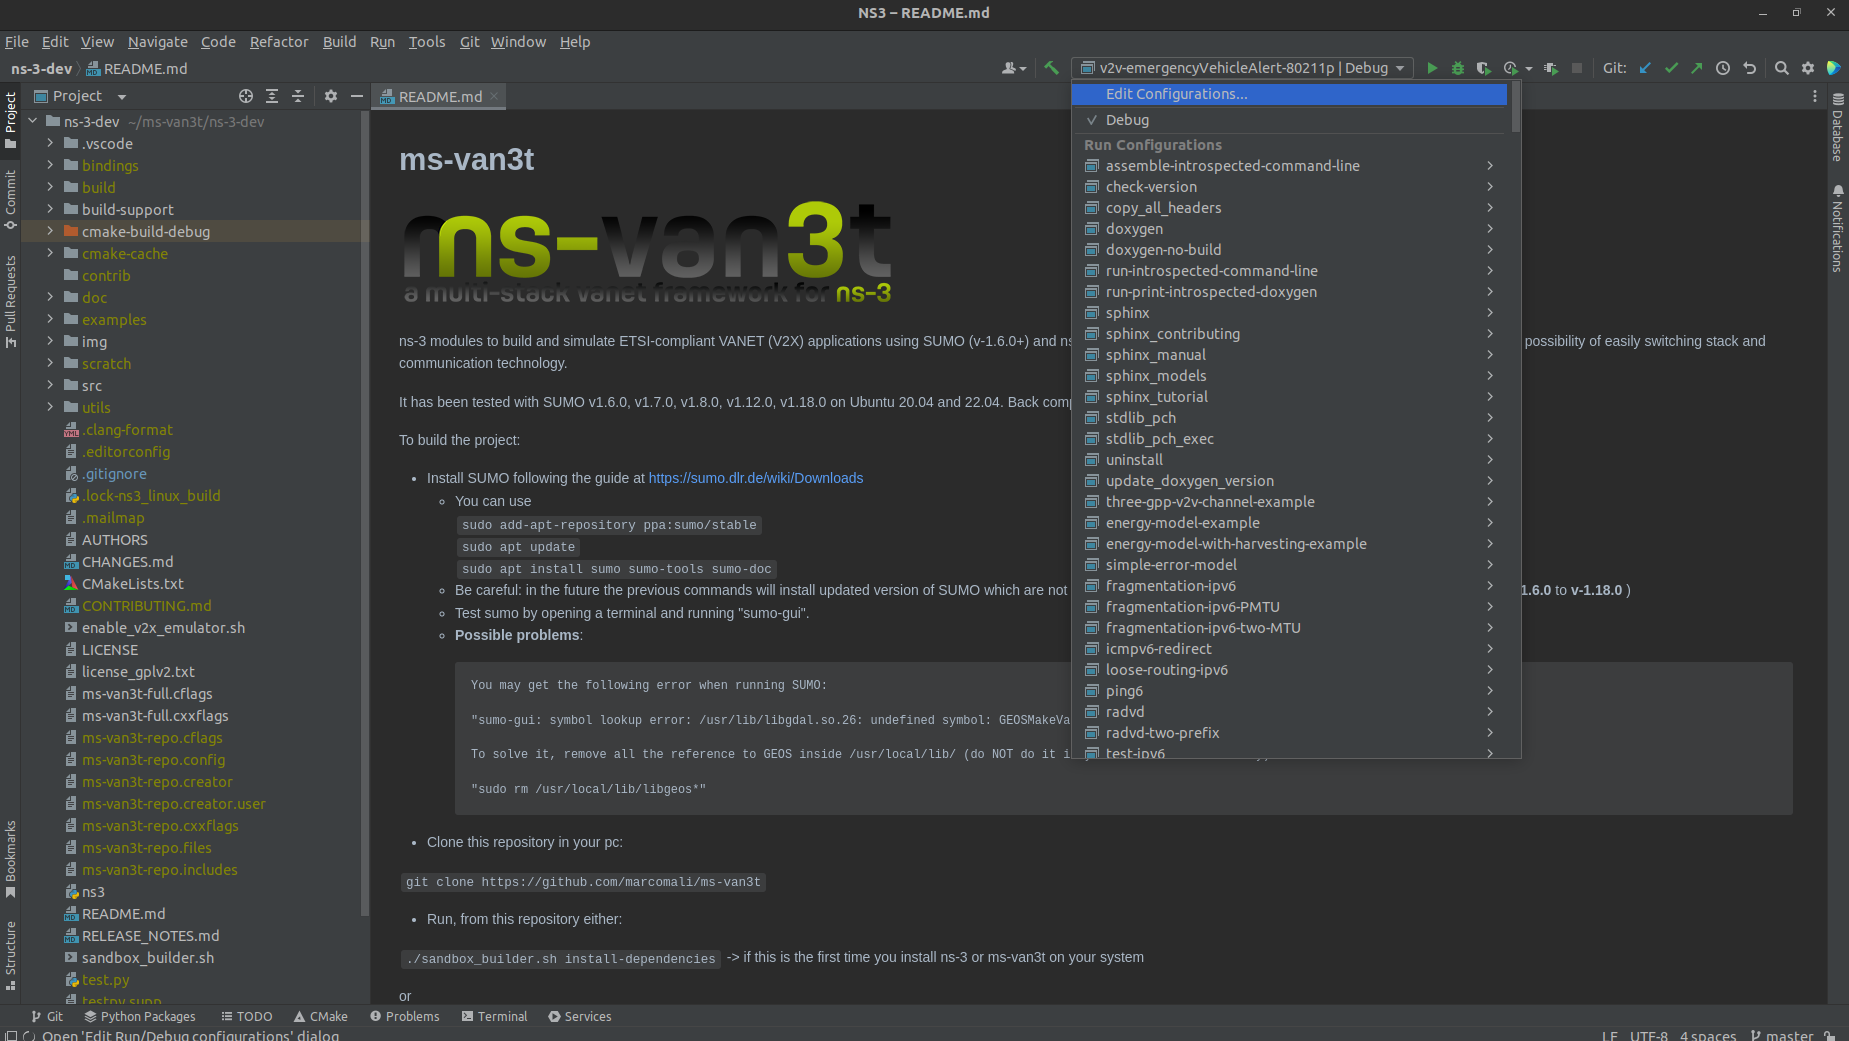 NS3 – README.md
File Edit View Navigate Code Refactor Build Run Tools Git Window Help
ns-3-dev README.md
v2v-emergencyVehicleAlert-80211p | Debug
Git:
Project
README.md
Edit Configurations...
Debug
Run Configurations
assemble-introspected-command-line
check-version
copy_all_headers
doxygen
doxygen-no-build
run-introspected-command-line
run-print-introspected-doxygen
sphinx
sphinx_contributing
sphinx_manual
sphinx_models
sphinx_tutorial
stdlib_pch
stdlib_pch_exec
uninstall
update_doxygen_version
three-gpp-v2v-channel-example
energy-model-example
energy-model-with-harvesting-example
simple-error-model
fragmentation-ipv6
fragmentation-ipv6-PMTU
fragmentation-ipv6-two-MTU
icmpv6-redirect
loose-routing-ipv6
ping6
radvd
radvd-two-prefix
test-ipv6
Project
Commit
Pull Requests
Bookmarks
Structure
ns-3-dev ~/ms-van3t/ns-3-dev
.vscode
bindings
build
build-support
cmake-build-debug
cmake-cache
contrib
doc
examples
img
scratch
src
utils
.clang-format
.editorconfig
.gitignore
.lock-ns3_linux_build
.mailmap
AUTHORS
CHANGES.md
CMakeLists.txt
CONTRIBUTING.md
enable_v2x_emulator.sh
LICENSE
license_gplv2.txt
ms-van3t-full.cflags
ms-van3t-full.cxxflags
ms-van3t-repo.cflags
ms-van3t-repo.config
ms-van3t-repo.creator
ms-van3t-repo.creator.user
ms-van3t-repo.cxxflags
ms-van3t-repo.files
ms-van3t-repo.includes
ns3
README.md
RELEASE_NOTES.md
sandbox_builder.sh
test.py
testpy.supp
ms-van3t
ms-van3t
a multi-stack vanet framework for ns-3
ns-3 modules to build and simulate ETSI-compliant VANET (V2X) applications using SUMO (v-1.6.0+) and ns possibility of easily switching stack and
communication technology.
It has been tested with SUMO v1.6.0, v1.7.0, v1.8.0, v1.12.0, v1.18.0 on Ubuntu 20.04 and 22.04. Back comp
To build the project:
• Install SUMO following the guide at https://sumo.dlr.de/wiki/Downloads
You can use
sudo add-apt-repository ppa:sumo/stable
sudo apt update
sudo apt install sumo sumo-tools sumo-doc
Be careful: in the future the previous commands will install updated version of SUMO which are not 1.6.0 to v-1.18.0 )
Test sumo by opening a terminal and running "sumo-gui".
Possible problems:
You may get the following error when running SUMO:
"sumo-gui: symbol lookup error: /usr/lib/libgdal.so.26: undefined symbol: GEOSMakeVa
To solve it, remove all the reference to GEOS inside /usr/local/lib/ (do NOT do it i
"sudo rm /usr/local/lib/libgeos*"
• Clone this repository in your pc:
git clone https://github.com/marcomali/ms-van3t
• Run, from this repository either:
./sandbox_builder.sh install-dependencies -> if this is the first time you install ns-3 or ms-van3t on your system
or
Database
Notifications
Git Python Packages TODO CMake Problems Terminal Services
Open 'Edit Run/Debug configurations' dialog
LF UTF-8 4 spaces master